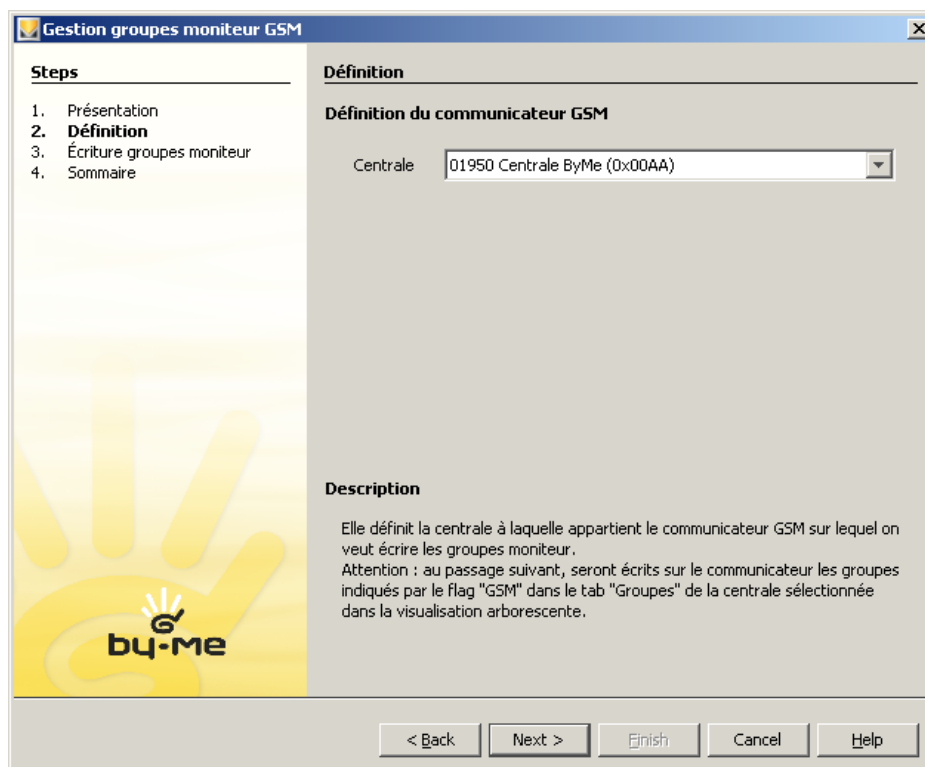 Gestion groupes moniteur GSM
Steps
1. Présentation
2. Définition
3. Écriture groupes moniteur
4. Sommaire
Définition
Définition du communicateur GSM
Centrale 01950 Centrale ByMe (0x00AA)
Description
Elle définit la centrale à laquelle appartient le communicateur GSM sur lequel on
veut écrire les groupes moniteur.
Attention : au passage suivant, seront écrits sur le communicateur les groupes
indiqués par le flag "GSM" dans le tab "Groupes" de la centrale sélectionnée
dans la visualisation arborescente.
by-me
< Back Next > Finish Cancel Help